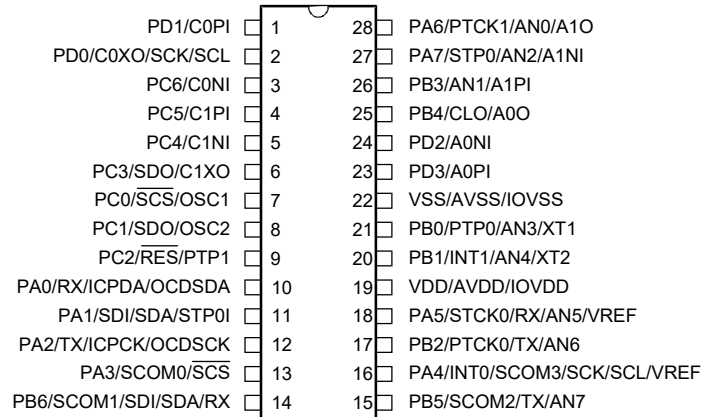 PD1/C0PI 1 28 PA6/PTCK1/AN0/A1O
PD0/C0XO/SCK/SCL 2 27 PA7/STP0/AN2/A1NI
PC6/C0NI 3 26 PB3/AN1/A1PI
PC5/C1PI 4 25 PB4/CLO/A0O
PC4/C1NI 5 24 PD2/A0NI
PC3/SDO/C1XO 6 23 PD3/A0PI
PC0/SCS/OSC1 7 22 VSS/AVSS/IOVSS
PC1/SDO/OSC2 8 21 PB0/PTP0/AN3/XT1
PC2/RES/PTP1 9 20 PB1/INT1/AN4/XT2
PA0/RX/ICPDA/OCDSDA 10 19 VDD/AVDD/IOVDD
PA1/SDI/SDA/STP0I 11 18 PA5/STCK0/RX/AN5/VREF
PA2/TX/ICPCK/OCDSCK 12 17 PB2/PTCK0/TX/AN6
PA3/SCOM0/SCS 13 16 PA4/INT0/SCOM3/SCK/SCL/VREF
PB6/SCOM1/SDI/SDA/RX 14 15 PB5/SCOM2/TX/AN7